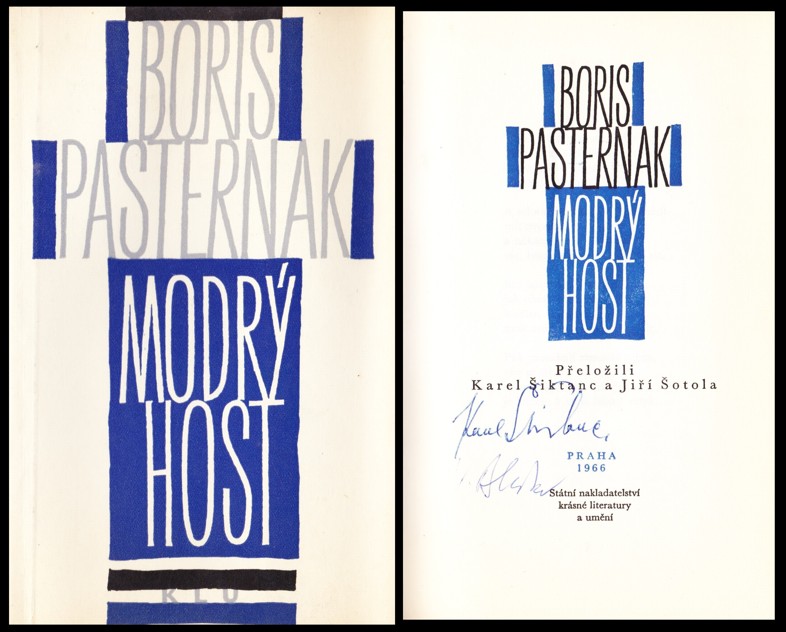 BORIS
PASTERNAK
MODRÝ
HOST
KLU
BORIS
PASTERNAK
MODRÝ
HOST
Přeložili
Karel Šiktanc a Jiří Šotola
Karel Šiktanc
PRAHA
1966
Státní nakladatelství
krásné literatury
a umění